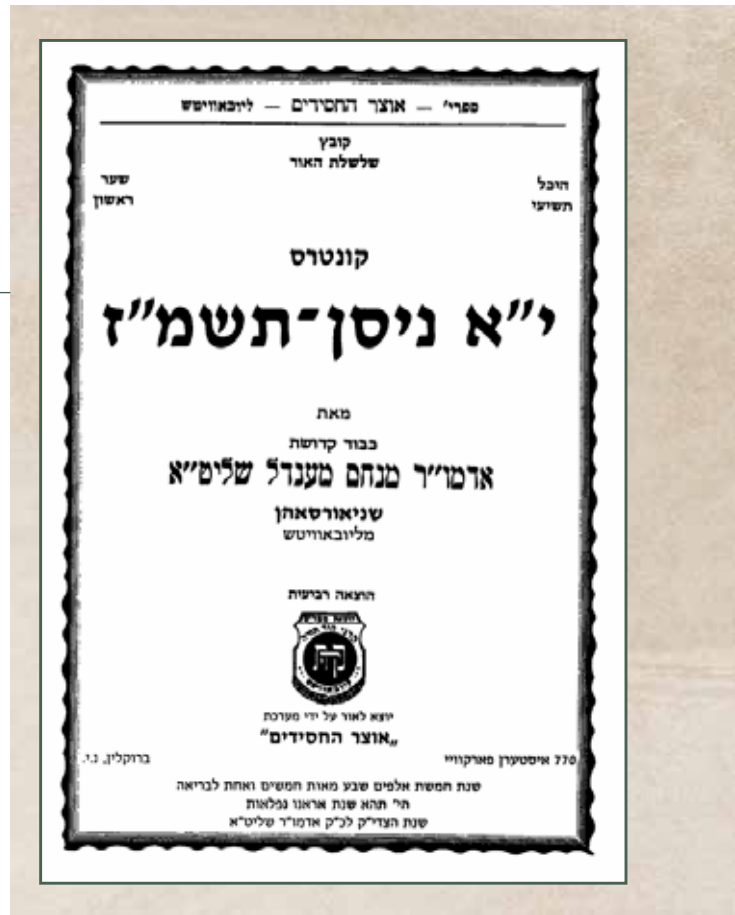 ספרי׳ — אוצר החסידים — ליובאוויטש
קובץ
שלשלת האור
היכל
תשיעי
שער
ראשון
קונטרס
י״א ניסן־תשמ״ז
מאת
כבוד קדושת
אדמו״ר מנחם מענדל שליט״א
שניאורסאהן
מליובאוויטש
הוצאה רביעית
קה
יוצא לאור על ידי מערכת
„אוצר החסידים"
770 איסטערן פארקוויי
ברוקלין, נ.י.
שנת חמשת אלפים שבע מאות חמשים ואחת לבריאה
הי׳ תהא שנת אראנו נפלאות
שנת הצדי״ק לכ״ק אדמו״ר שליט״א